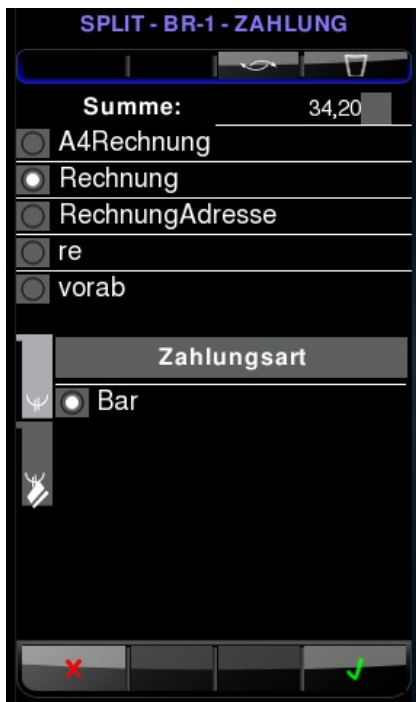 SPLIT - BR-1 - ZAHLUNG
Summe: 34,20
A4Rechnung
Rechnung
RechnungAdresse
re
vorab
Zahlungsart
Bar